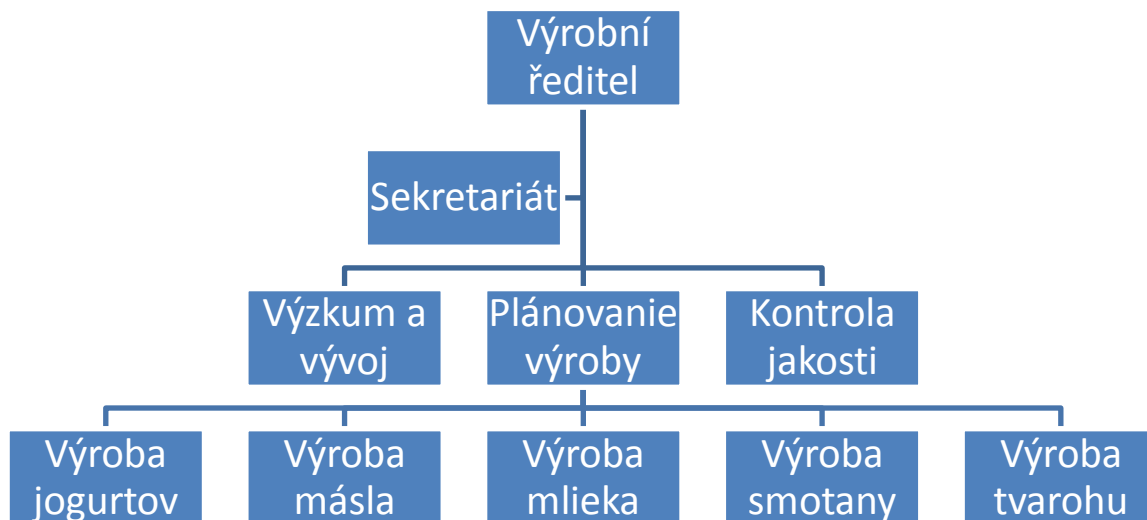 Výrobní
ředitel
Sekretariát
Výzkum a
vývoj
Plánovanie
výroby
Kontrola
jakosti
Výroba
jogurtov
Výroba
másla
Výroba
mlieka
Výroba
smotany
Výroba
tvarohu